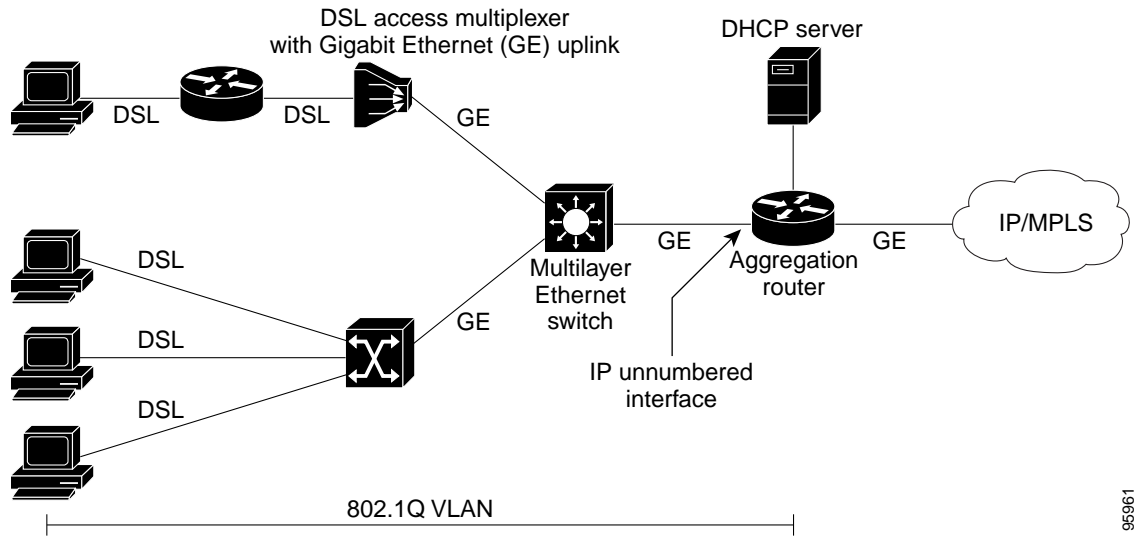 DSL access multiplexer
with Gigabit Ethernet (GE) uplink
DHCP server
DSL
DSL
GE
DSL
DSL
DSL
GE
Multilayer
Ethernet
switch
GE
Aggregation
router
GE
IP/MPLS
IP unnumbered
interface
802.1Q VLAN
95961